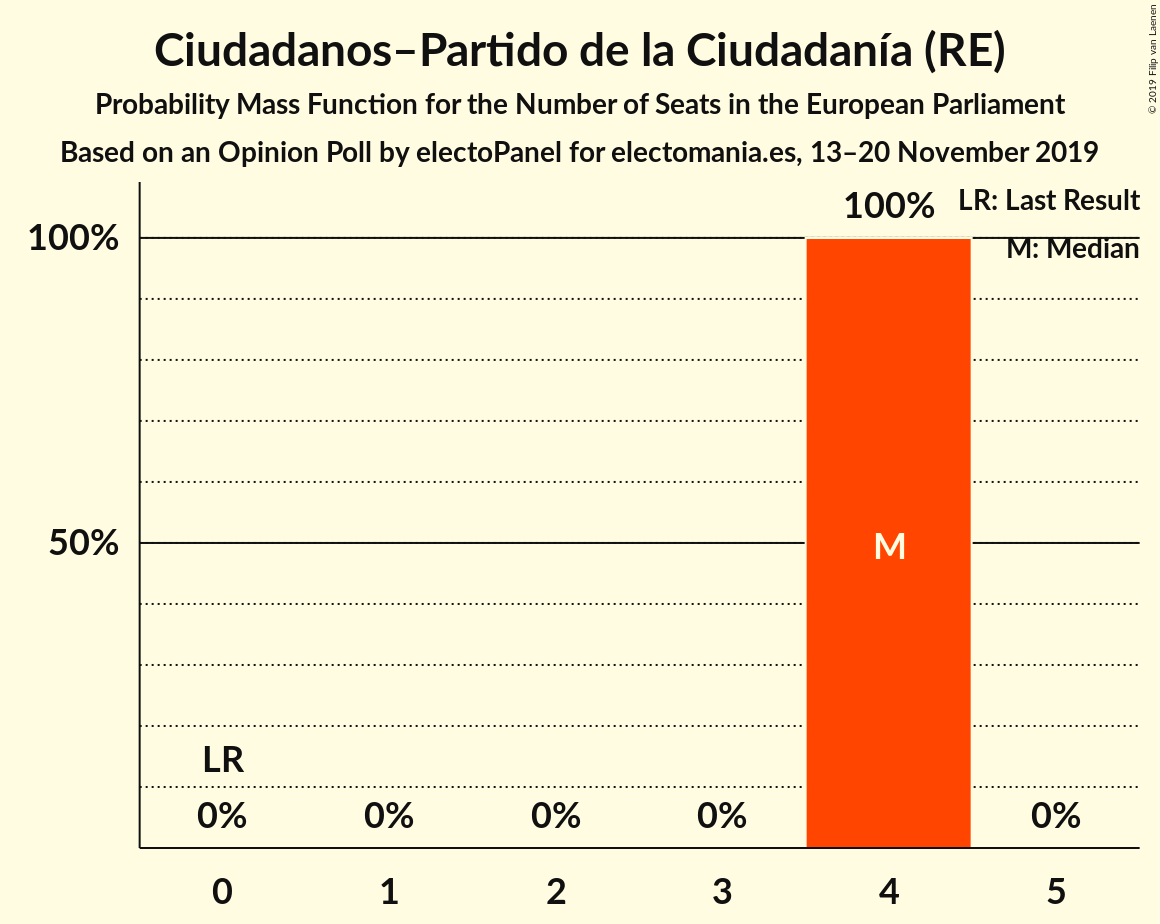 Ciudadanos–Partido de la Ciudadanía (RE)
Probability Mass Function for the Number of Seats in the European Parliament
Based on an Opinion Poll by electoPanel for electomania.es, 13–20 November 2019
© 2019 Filip van Laenen
100% LR: Last Result
100%
M: Median
50%
M
LR
0% 0% 0% 0% 0%
0 1 2 3 4 5